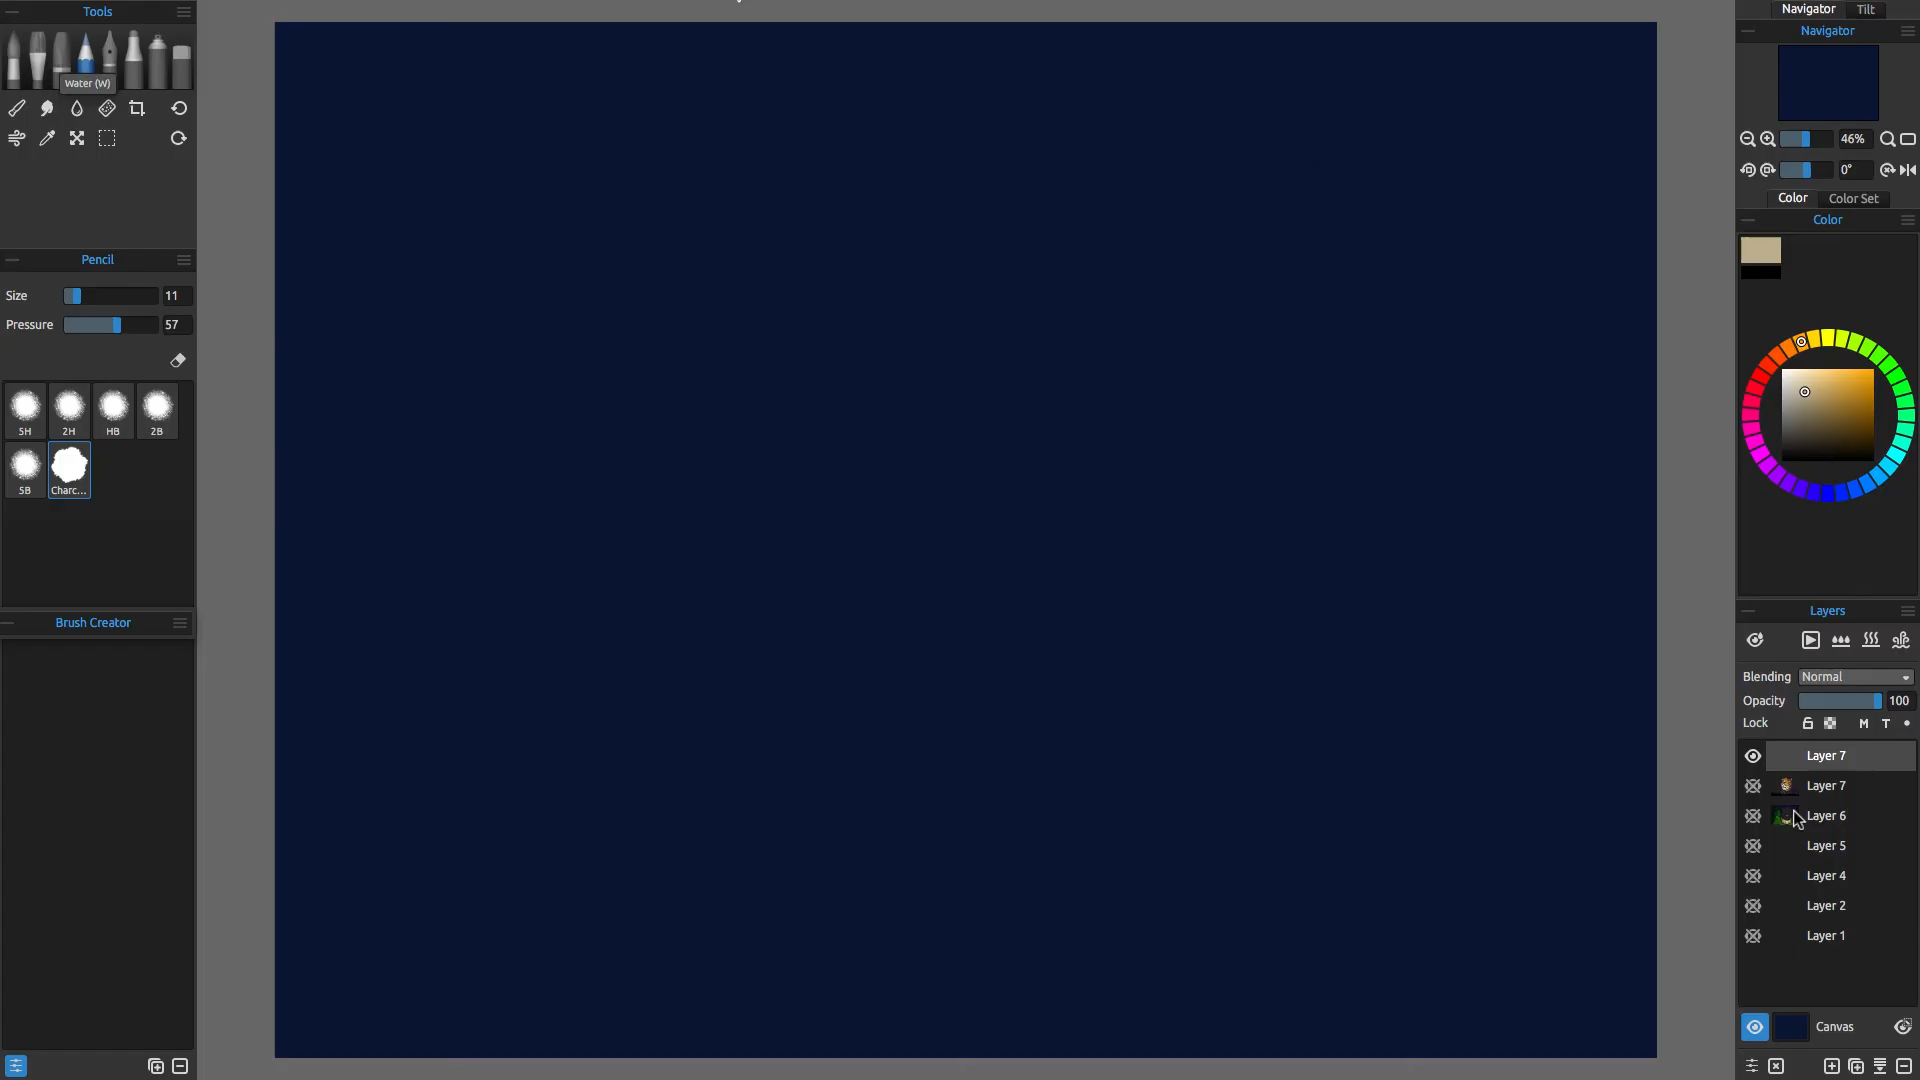 Tools
Water (W)
Pencil
Size 11
Pressure 57
5H 2H HB 2B
5B Charc...
Brush Creator
Navigator Tilt
Navigator
46%
0°
Color Color Set
Color
Layers
Blending Normal
Opacity 100
Lock M T
Layer 7
Layer 7
Layer 6
Layer 5
Layer 4
Layer 2
Layer 1
Canvas